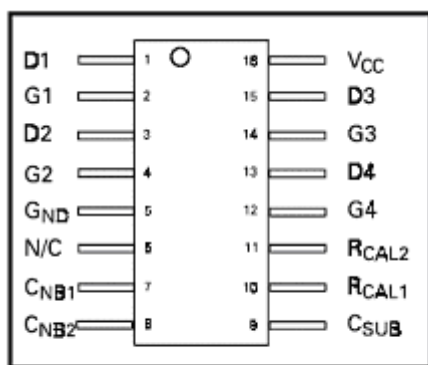 D1 1 16 VCC
G1 2 15 D3
D2 3 14 G3
G2 4 13 D4
GND 5 12 G4
N/C 6 11 RCAL2
CNB1 7 10 RCAL1
CNB2 8 9 CSUB